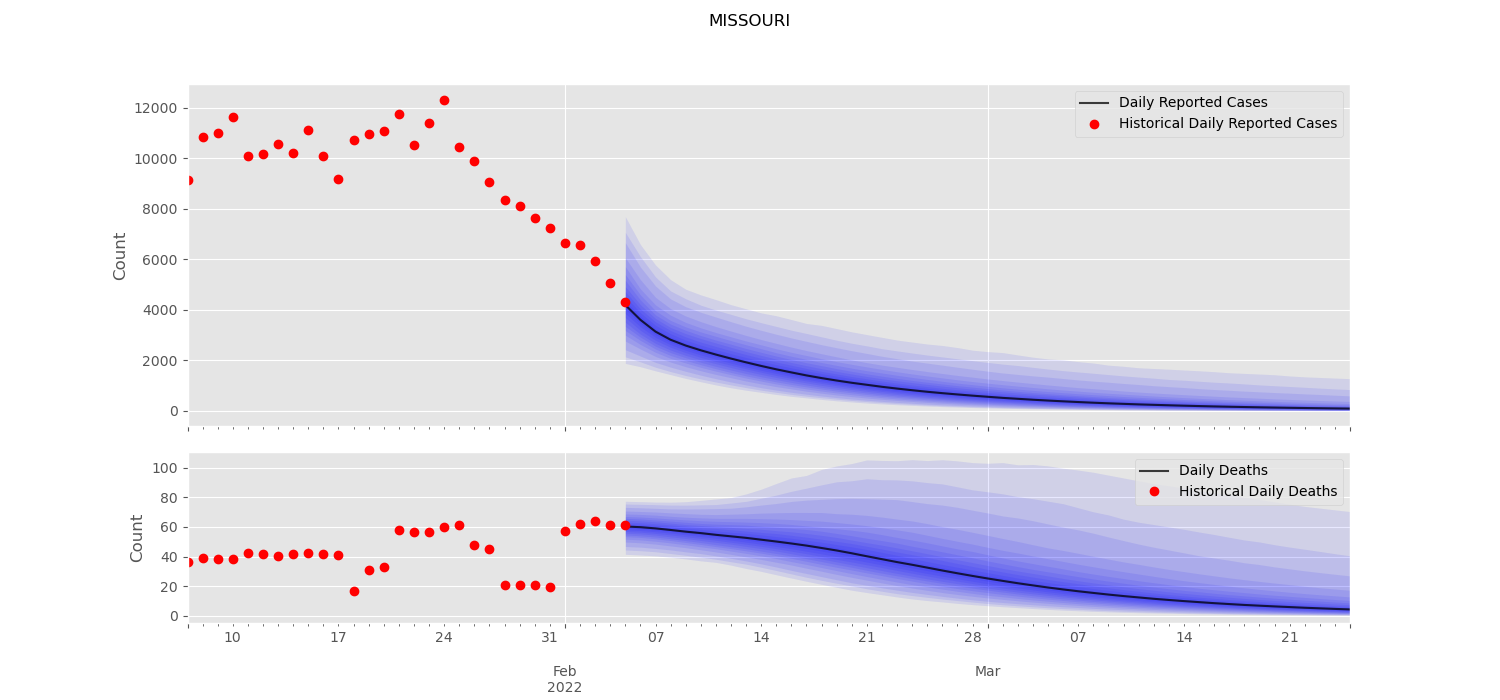 MISSOURI
Daily Reported Cases
Historical Daily Reported Cases
Count
12000
10000
8000
6000
4000
2000
0
Daily Deaths
Historical Daily Deaths
Count
100
80
60
40
20
0
10 17 24 31 07 14 21 28 07 14 21
Feb Mar
2022